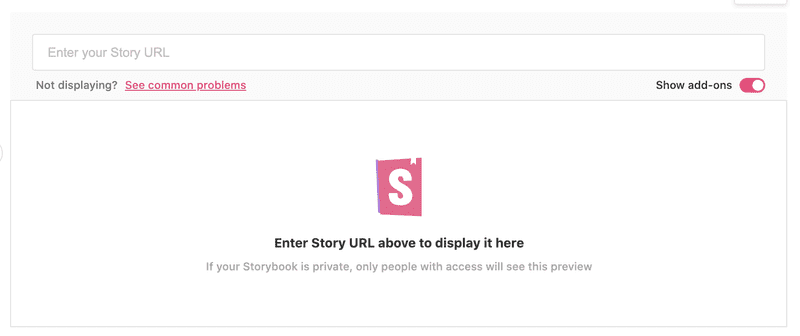 Enter your Story URL
Not displaying? See common problems Show add-ons
S
Enter Story URL above to display it here
If your Storybook is private, only people with access will see this preview